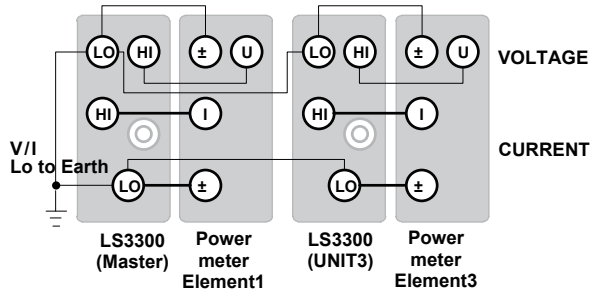 LO HI ± U LO HI ± U VOLTAGE
HI I HI I
V/I
Lo to Earth
CURRENT
LO ± LO ±
LS3300
(Master)
Power
meter
Element1
LS3300
(UNIT3)
Power
meter
Element3